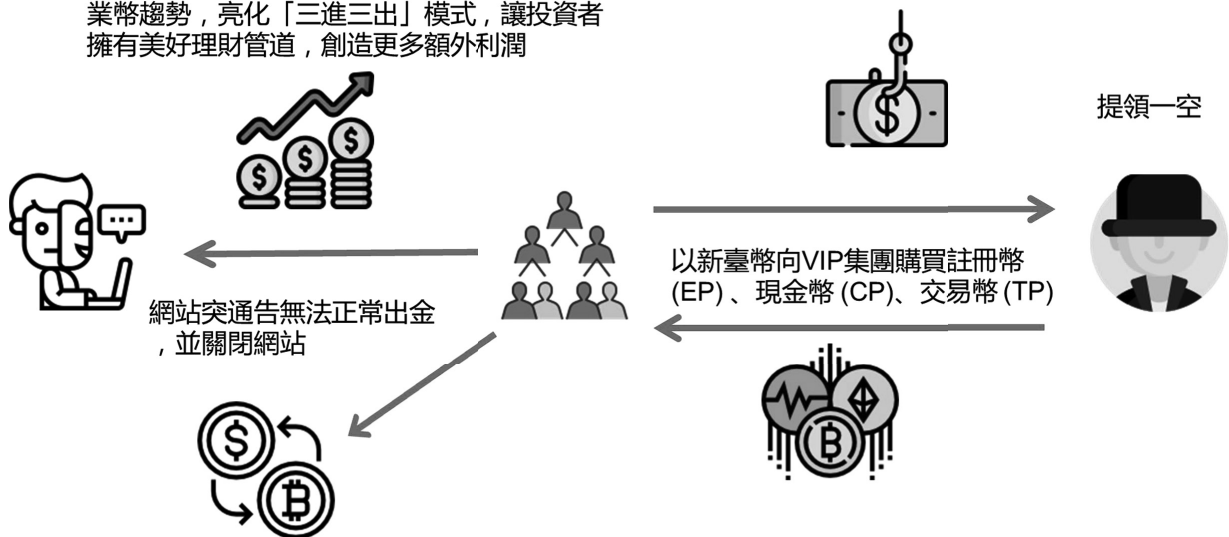 業幣趨勢，亮化「三進三出」模式，讓投資者
擁有美好理財管道，創造更多額外利潤
提領一空
以新臺幣向VIP集團購買註冊幣
(EP) 、現金幣 (CP)、交易幣 (TP)
網站突通告無法正常出金
，並關閉網站